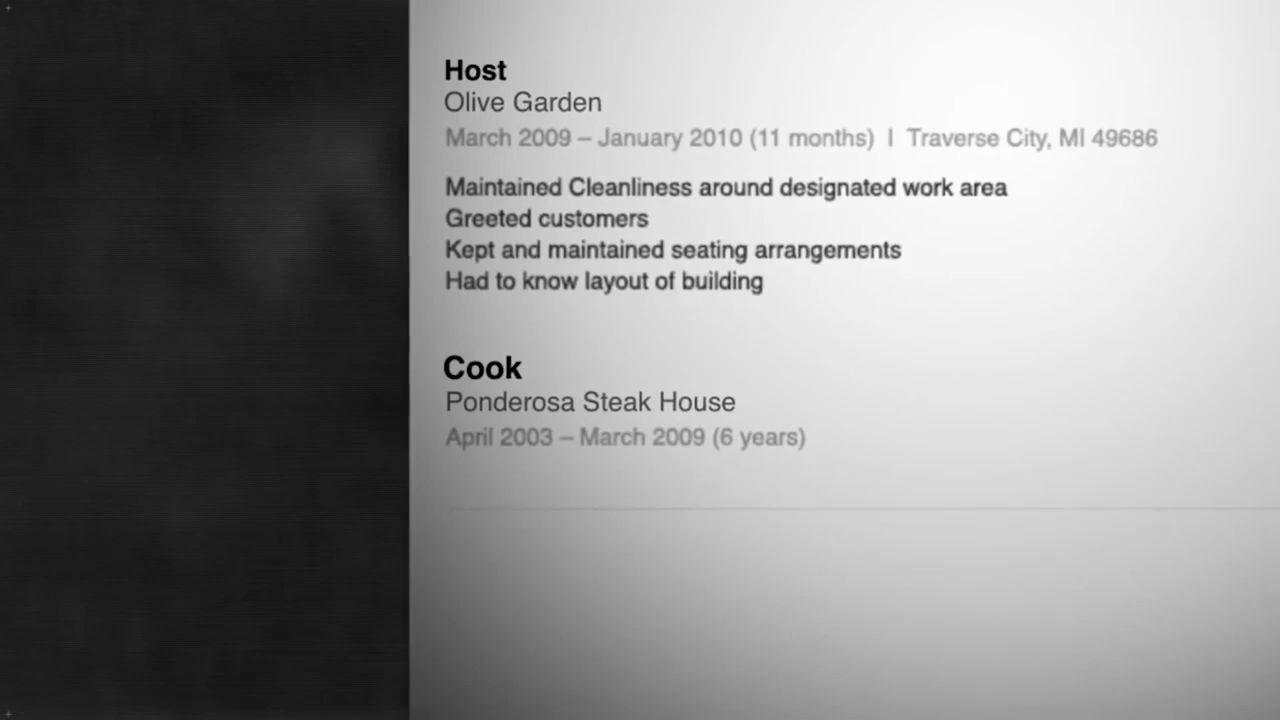 Host
Olive Garden
March 2009 – January 2010 (11 months) | Traverse City, MI 49686
Maintained Cleanliness around designated work area
Greeted customers
Kept and maintained seating arrangements
Had to know layout of building
Cook
Ponderosa Steak House
April 2003 – March 2009 (6 years)